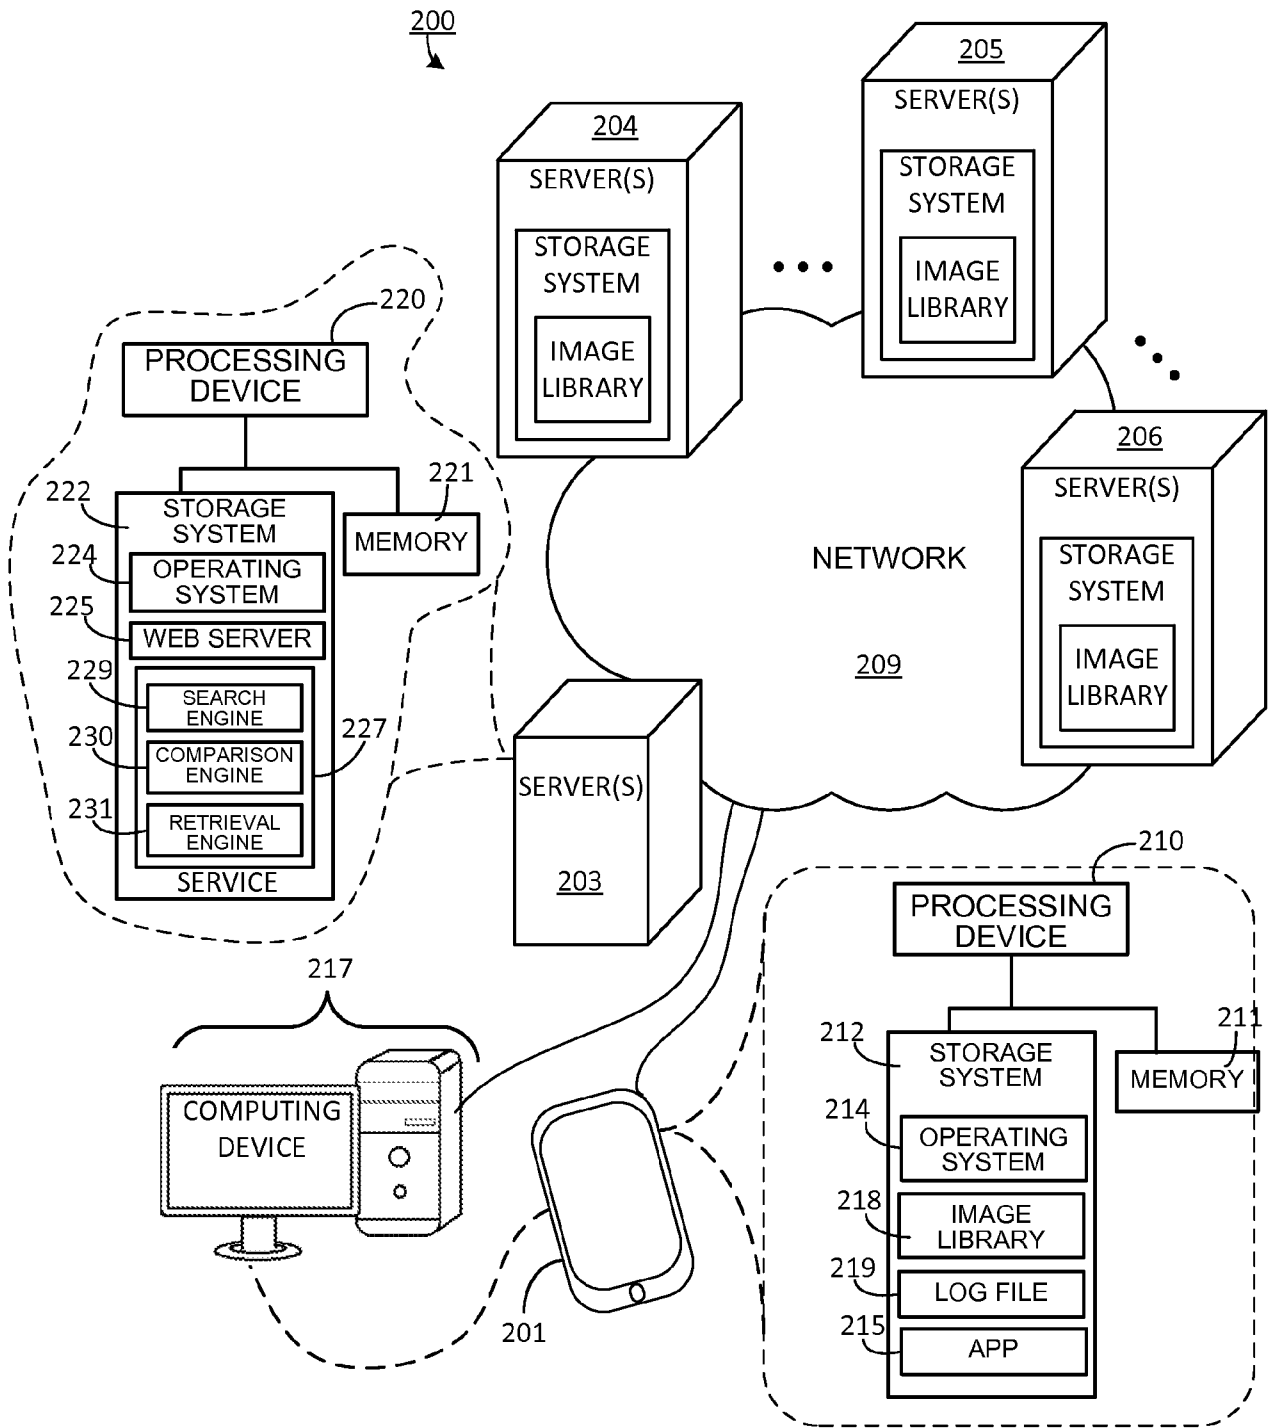 200
205
SERVER(S)
STORAGE
SYSTEM
IMAGE
LIBRARY
204
SERVER(S)
STORAGE
SYSTEM
IMAGE
LIBRARY
206
SERVER(S)
STORAGE
SYSTEM
IMAGE
LIBRARY
NETWORK
209
220
PROCESSING
DEVICE
221
MEMORY
222
STORAGE
SYSTEM
224
OPERATING
SYSTEM
225
WEB SERVER
229
SEARCH
ENGINE
227
230
COMPARISON
ENGINE
231
RETRIEVAL
ENGINE
SERVICE
SERVER(S)
203
217
COMPUTING
DEVICE
201
210
PROCESSING
DEVICE
211
MEMORY
212
STORAGE
SYSTEM
214
OPERATING
SYSTEM
218
IMAGE
LIBRARY
219
LOG FILE
215
APP